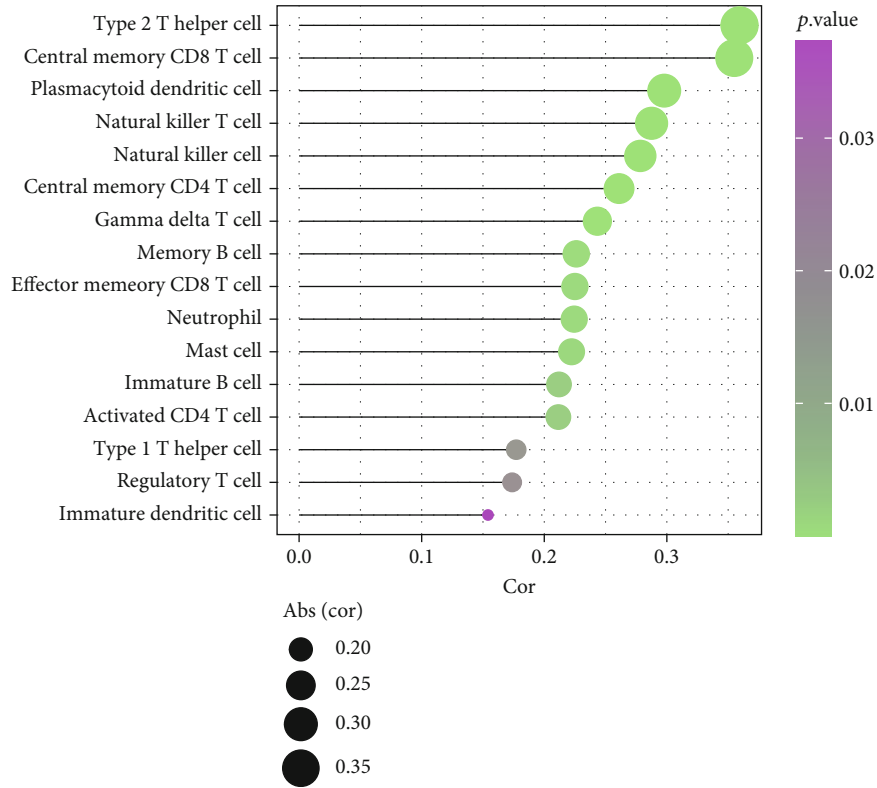 Type 2 T helper cell
Central memory CD8 T cell
Plasmacytoid dendritic cell
Natural killer T cell
Natural killer cell
Central memory CD4 T cell
Gamma delta T cell
Memory B cell
Effector memeory CD8 T cell
Neutrophil
Mast cell
Immature B cell
Activated CD4 T cell
Type 1 T helper cell
Regulatory T cell
Immature dendritic cell
0.0 0.1 0.2 0.3
Cor
p.value
0.03
0.02
0.01
Abs (cor)
0.20
0.25
0.30
0.35